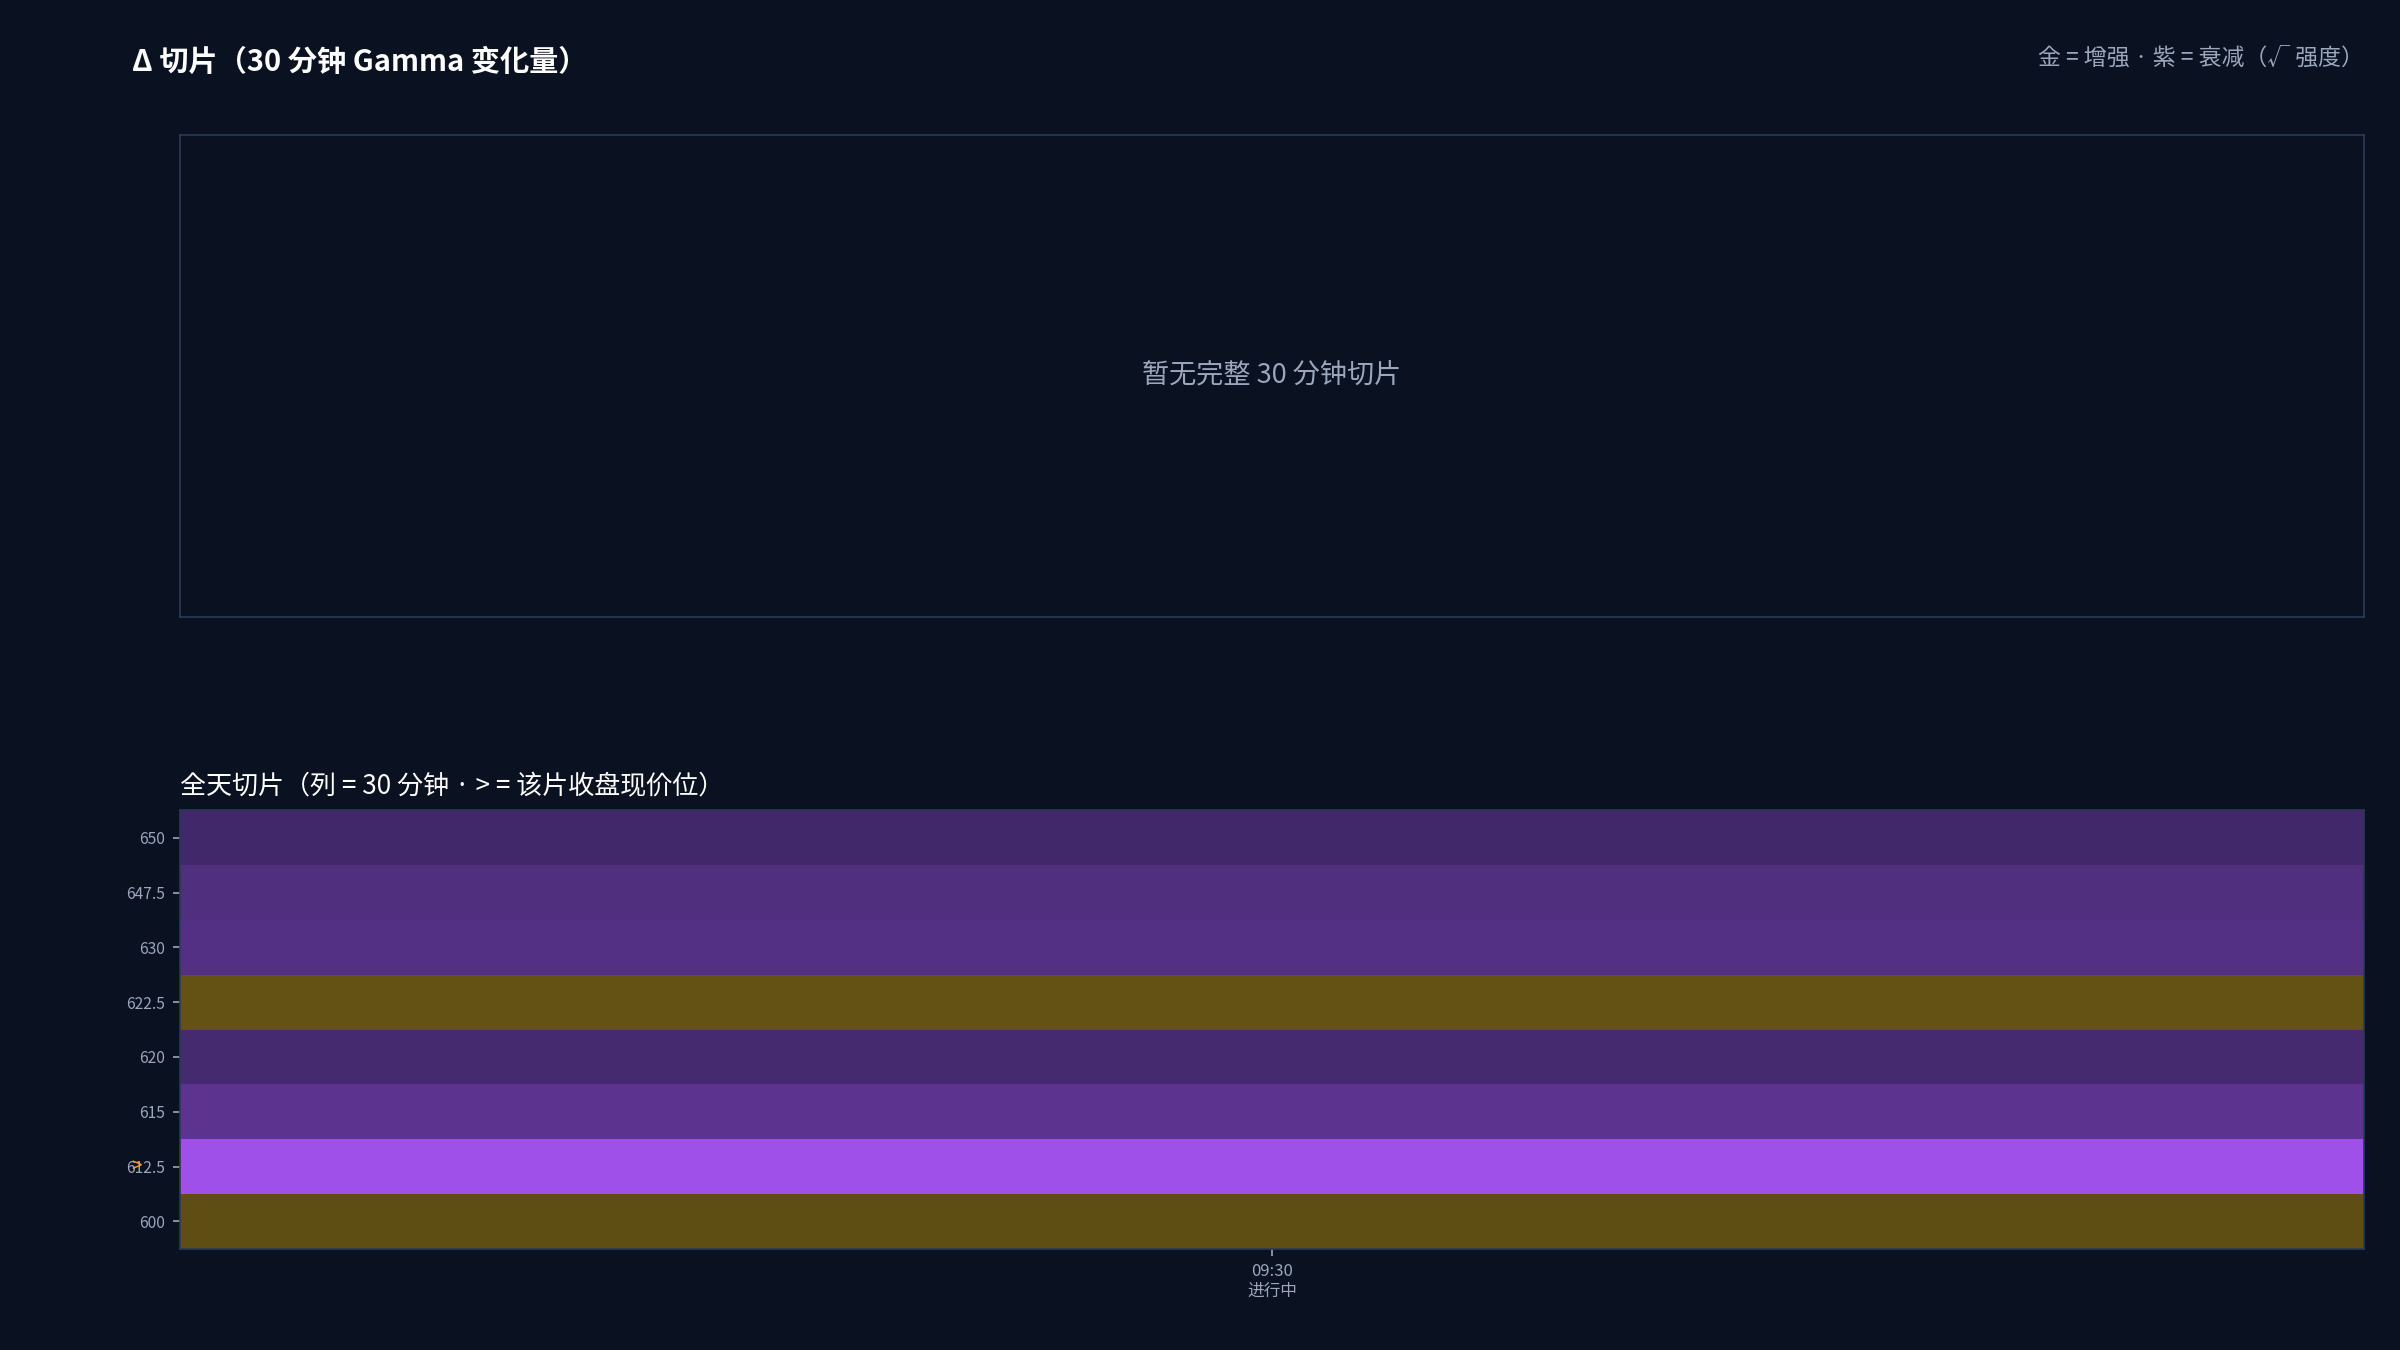 Δ 切片（30 分钟 Gamma 变化量）
金 = 增强 · 紫 = 衰减（√ 强度）
暂无完整 30 分钟切片
全天切片（列 = 30 分钟 · > = 该片收盘现价位）
650
647.5
630
622.5
620
615
612.5
>
600
09:30
进行中